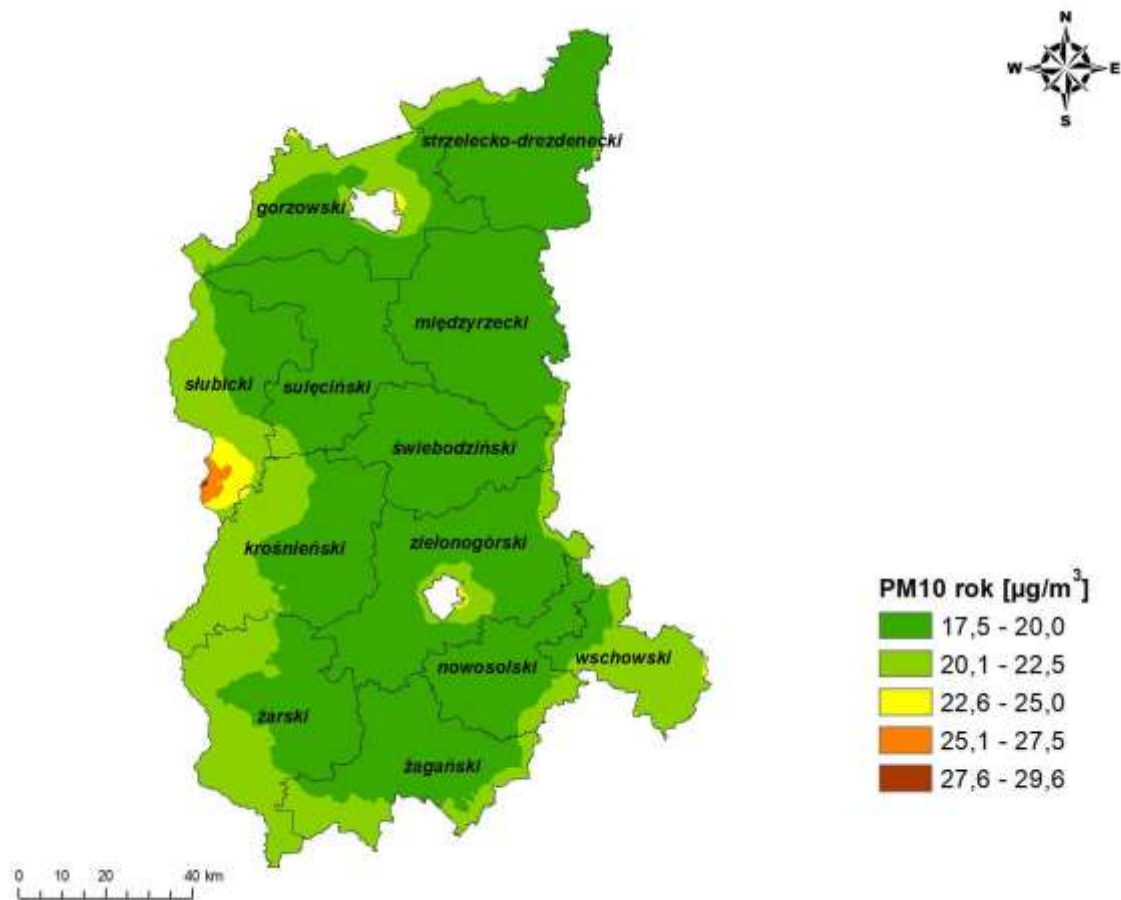 N
W E
S
strzelecko-drezdenecki
gorzowski
międzyrzecki
słubicki
sulęciński
świebodziński
krośnieński
zielonogórski
wschowski
nowosolski
żarski
żagański
PM10 rok [µg/m³]
17,5 - 20,0
20,1 - 22,5
22,6 - 25,0
25,1 - 27,5
27,6 - 29,6
0 10 20 40 km